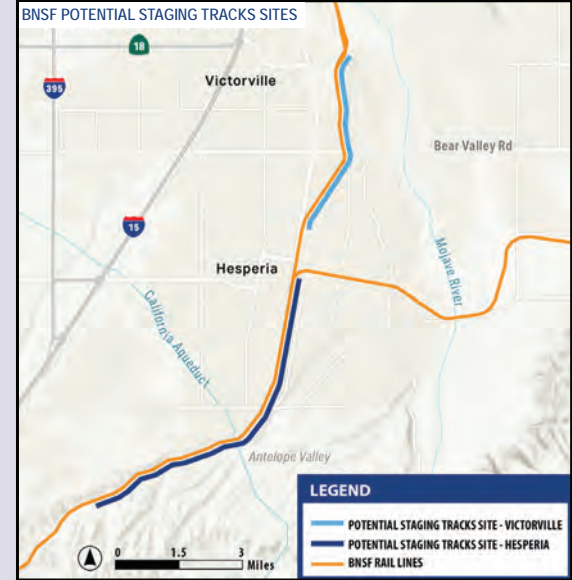 BNSF POTENTIAL STAGING TRACKS SITES
18
395
Victorville
Bear Valley Rd
15
Hesperia
Mojave River
California Aqueduct
Antelope Valley
LEGEND
POTENTIAL STAGING TRACKS SITE - VICTORVILLE
POTENTIAL STAGING TRACKS SITE - HESPERIA
BNSF RAIL LINES
0 1.5 3
Miles